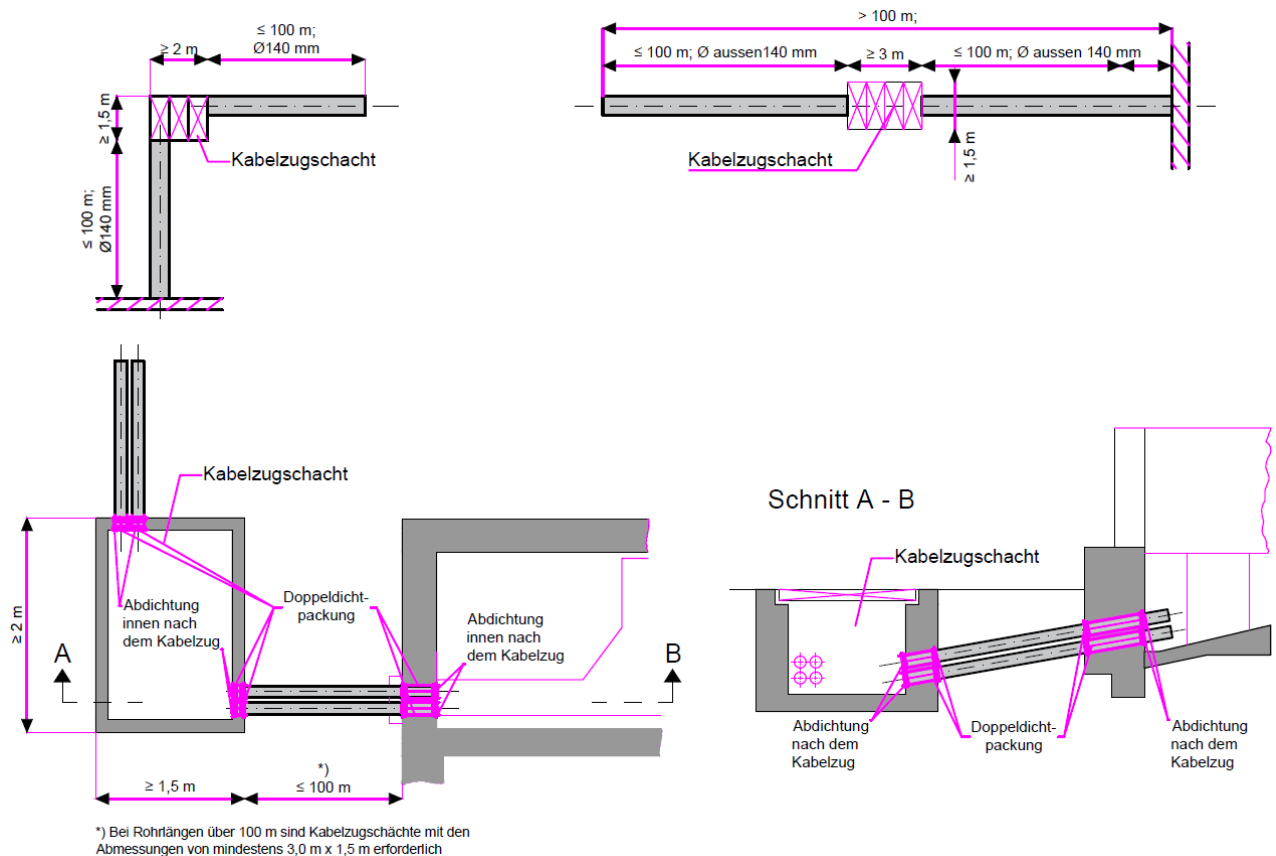 ≤ 100 m;
≥ 2 m
Ø140 mm
≥ 1,5 m
Kabelzugschacht
≤ 100 m;
Ø140 mm
> 100 m;
≤ 100 m; Ø aussen140 mm
≥ 3 m
≤ 100 m; Ø aussen 140 mm
Kabelzugschacht
≥ 1,5 m
Kabelzugschacht
≥ 2 m
Abdichtung
innen nach
dem Kabelzug
Doppeldicht-
packung
Abdichtung
innen nach
dem Kabelzug
A
B
≥ 1,5 m
*)
≤ 100 m
*) Bei Rohrlängen über 100 m sind Kabelzugschächte mit den
Abmessungen von mindestens 3,0 m x 1,5 m erforderlich
Schnitt A - B
Kabelzugschacht
Abdichtung
nach dem
Kabelzug
Doppeldicht-
packung
Abdichtung
nach dem
Kabelzug